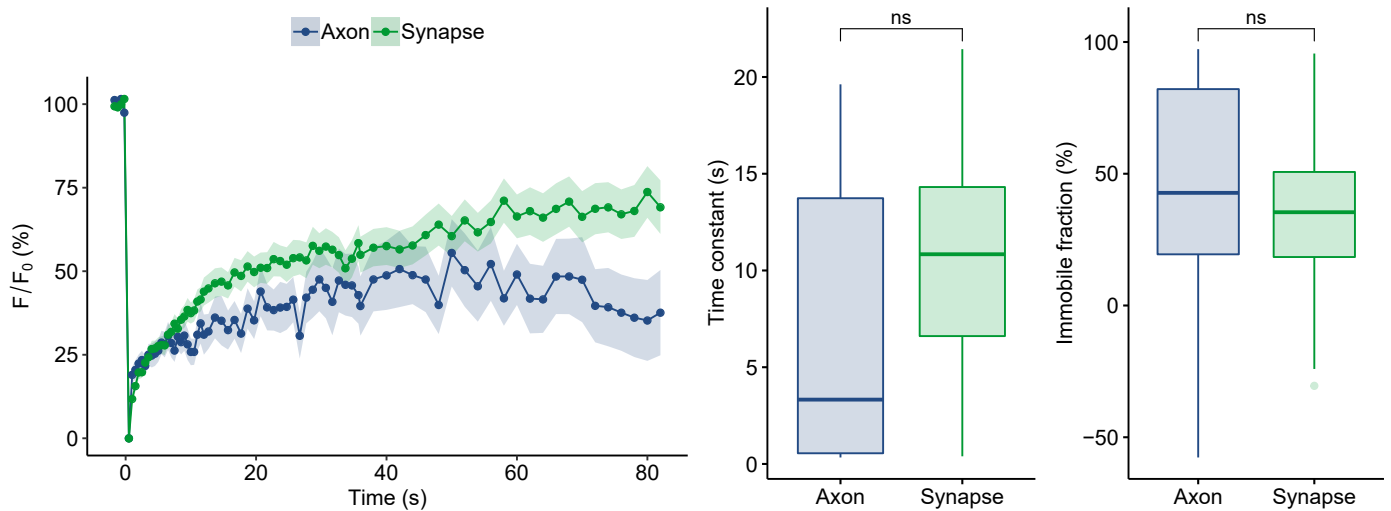 Axon Synapse
F / F0 (%)
100
75
50
25
0
0 20 40 60 80
Time (s)
ns
Time constant (s)
20
15
10
5
0
Axon Synapse
ns
Immobile fraction (%)
100
50
0
−50
Axon Synapse